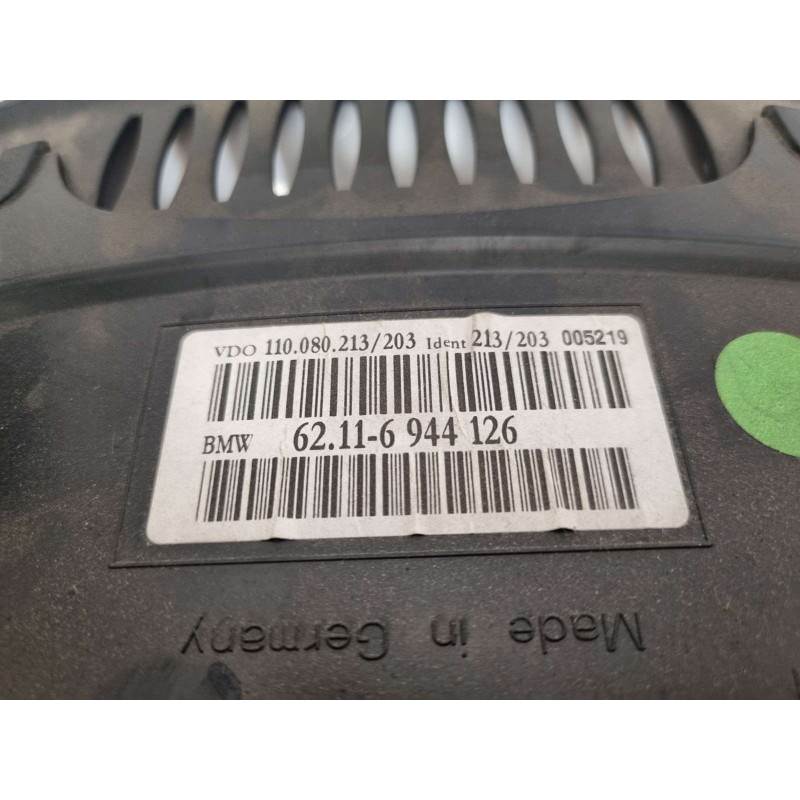 VDO 110.080.213/203 Ident 213/203 005219
BMW 62.11-6 944 126
Made in Germany